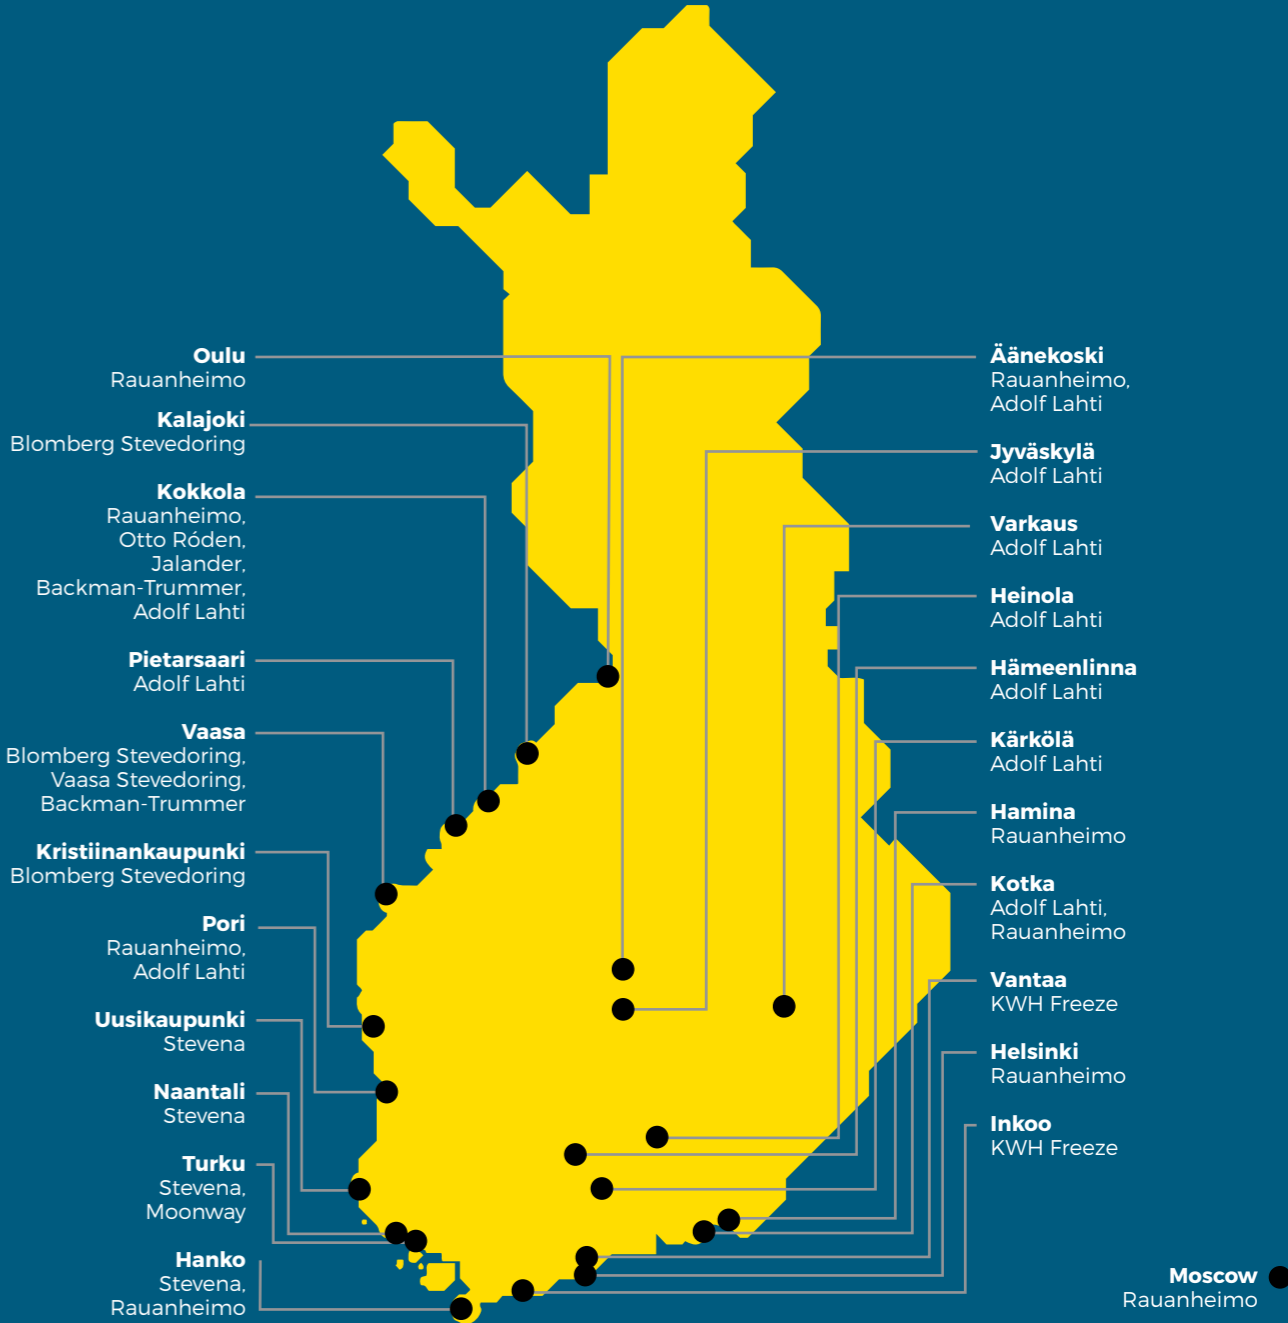 Oulu
Rauanheimo
Kalajoki
Blomberg Stevedoring
Kokkola
Rauanheimo,
Otto Róden,
Jalander,
Backman-Trummer,
Adolf Lahti
Pietarsaari
Adolf Lahti
Vaasa
Blomberg Stevedoring,
Vaasa Stevedoring,
Backman-Trummer
Kristiinankaupunki
Blomberg Stevedoring
Pori
Rauanheimo,
Adolf Lahti
Uusikaupunki
Stevena
Naantali
Stevena
Turku
Stevena,
Moonway
Hanko
Stevena,
Rauanheimo
Äänekoski
Rauanheimo,
Adolf Lahti
Jyväskylä
Adolf Lahti
Varkaus
Adolf Lahti
Heinola
Adolf Lahti
Hämeenlinna
Adolf Lahti
Kärkölä
Adolf Lahti
Hamina
Rauanheimo
Kotka
Adolf Lahti,
Rauanheimo
Vantaa
KWH Freeze
Helsinki
Rauanheimo
Inkoo
KWH Freeze
Moscow
Rauanheimo